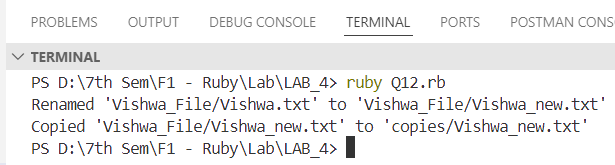 PROBLEMS OUTPUT DEBUG CONSOLE TERMINAL PORTS POSTMAN CONS
TERMINAL
PS D:\7th Sem\F1 - Ruby\Lab\LAB_4> ruby Q12.rb
Renamed 'Vishwa_File/Vishwa.txt' to 'Vishwa_File/Vishwa_new.txt'
Copied 'Vishwa_File/Vishwa_new.txt' to 'copies/Vishwa_new.txt'
PS D:\7th Sem\F1 - Ruby\Lab\LAB_4>